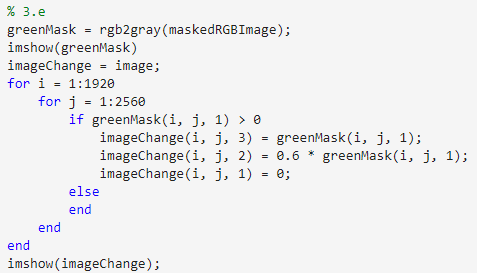 % 3.e
greenMask = rgb2gray(maskedRGBImage);
imshow(greenMask)
imageChange = image;
for i = 1:1920
    for j = 1:2560
        if greenMask(i, j, 1) > 0
            imageChange(i, j, 3) = greenMask(i, j, 1);
            imageChange(i, j, 2) = 0.6 * greenMask(i, j, 1);
            imageChange(i, j, 1) = 0;
        else
        end
    end
end
imshow(imageChange);